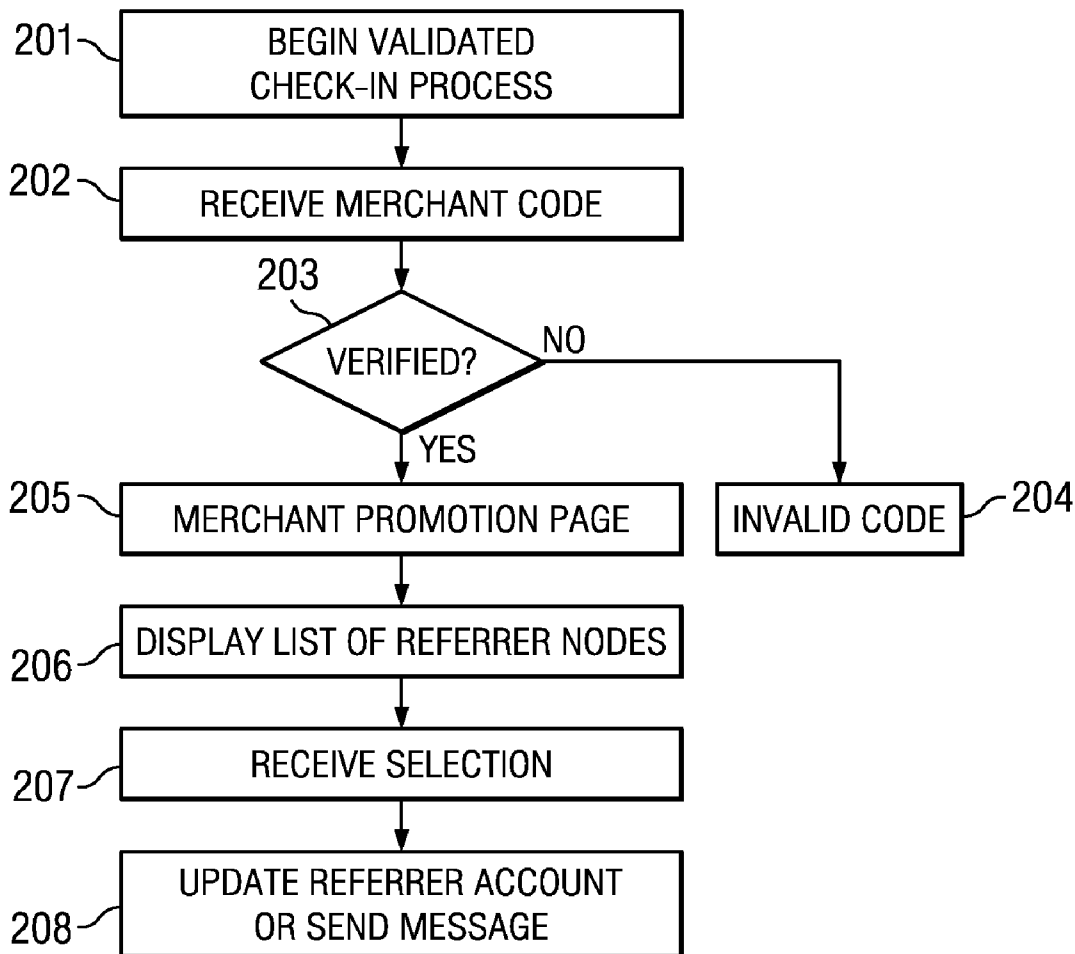 201
BEGIN VALIDATED
CHECK-IN PROCESS
202
RECEIVE MERCHANT CODE
203
VERIFIED?
NO
YES
205
MERCHANT PROMOTION PAGE
INVALID CODE
204
206
DISPLAY LIST OF REFERRER NODES
207
RECEIVE SELECTION
208
UPDATE REFERRER ACCOUNT
OR SEND MESSAGE